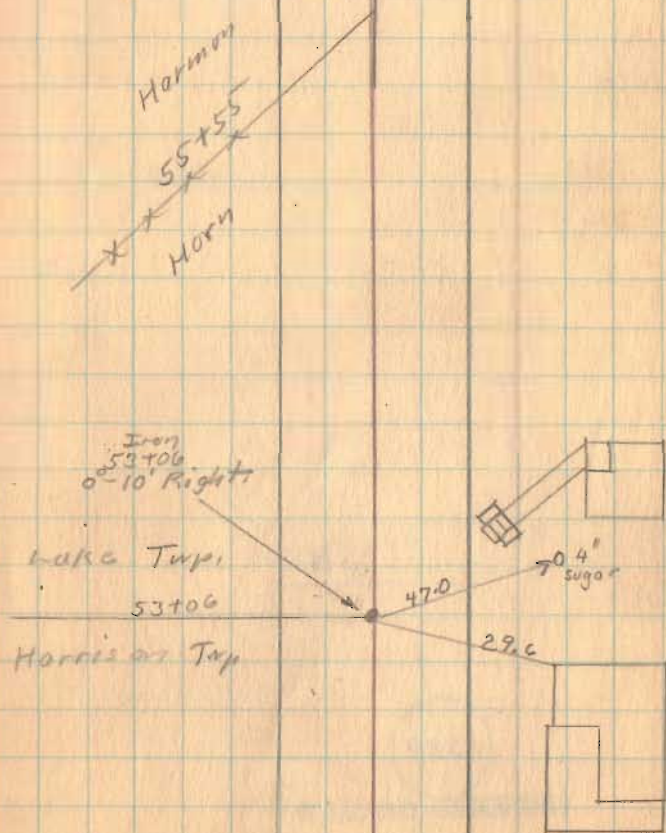 Harmon
55+55
Horn
Iron
53+06
0°-10' Right
Lake Twp.
53+06
Harrison Twp
47.0
4"
Sugar
29.6